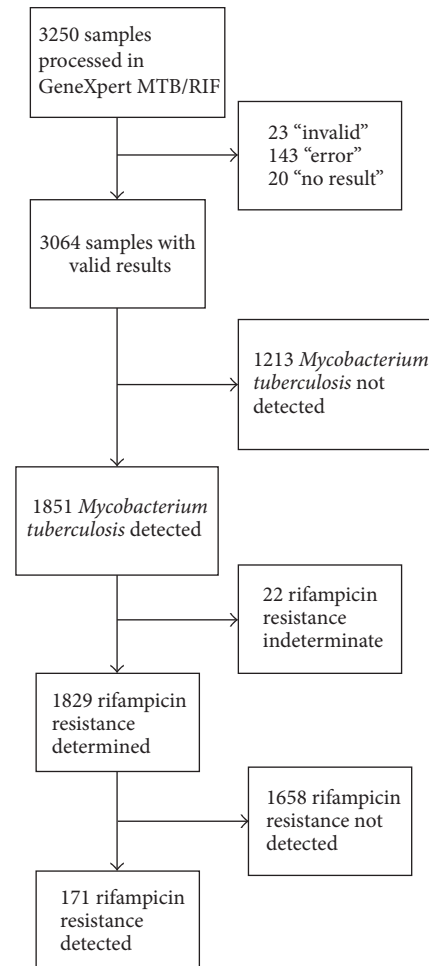 3250 samples
processed in
GeneXpert MTB/RIF
23 “invalid”
143 “error”
20 “no result”
3064 samples with
valid results
1213 Mycobacterium
tuberculosis not
detected
1851 Mycobacterium
tuberculosis detected
22 rifampicin
resistance
indeterminate
1829 rifampicin
resistance
determined
1658 rifampicin
resistance not
detected
171 rifampicin
resistance
detected